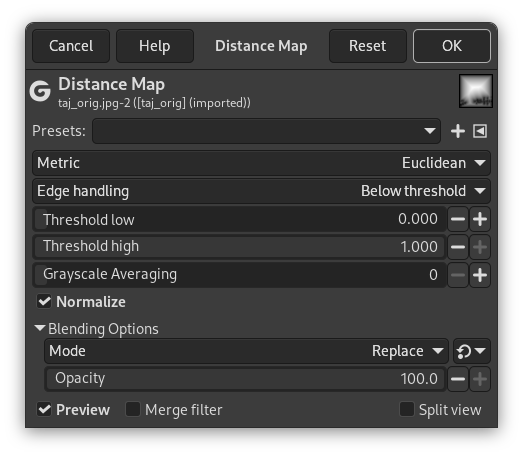 Cancel Help Distance Map Reset OK
Distance Map
taj_orig.jpg-2 ([taj_orig] (imported))
Presets:
Metric Euclidean
Edge handling Below threshold
Threshold low 0.000
Threshold high 1.000
Grayscale Averaging 0
Normalize
Blending Options
Mode Replace
Opacity 100.0
Preview Merge filter Split view